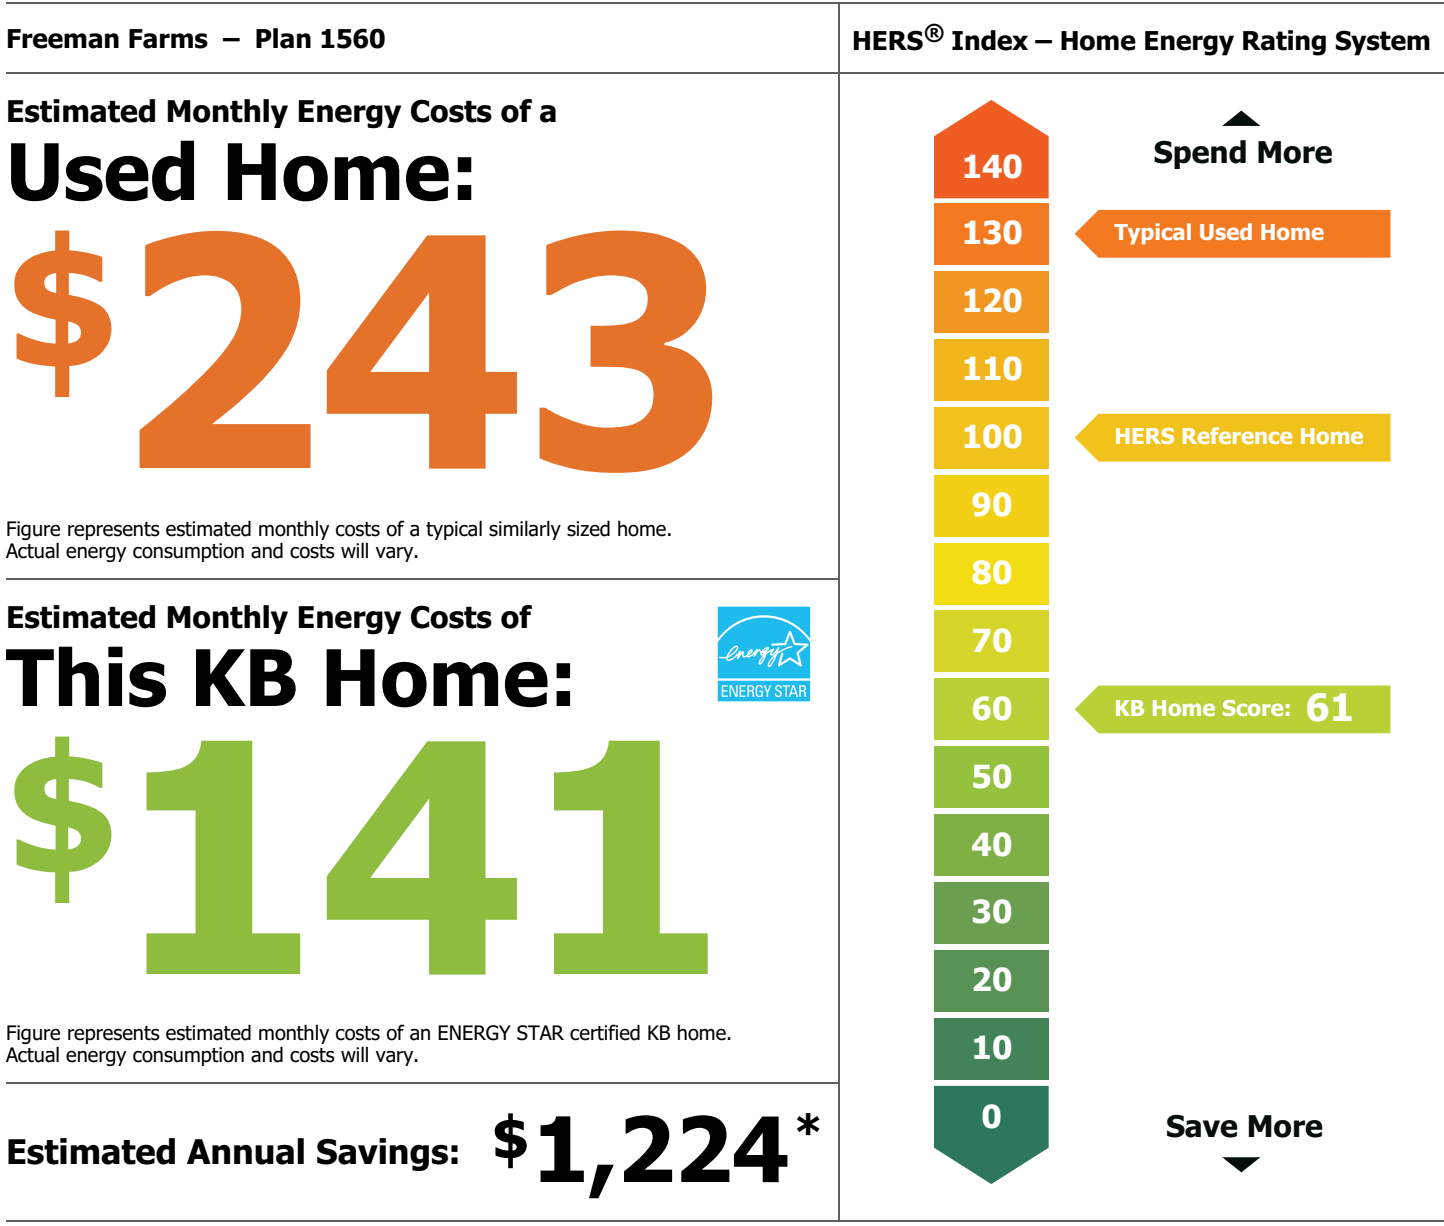 Freeman Farms – Plan 1560
Estimated Monthly Energy Costs of a
Used Home:
$243
Figure represents estimated monthly costs of a typical similarly sized home.
Actual energy consumption and costs will vary.
Estimated Monthly Energy Costs of
This KB Home:
energy
ENERGY STAR
$141
Figure represents estimated monthly costs of an ENERGY STAR certified KB home.
Actual energy consumption and costs will vary.
Estimated Annual Savings: $1,224*
HERS® Index – Home Energy Rating System
Spend More
140
130
Typical Used Home
120
110
100
HERS Reference Home
90
80
70
60
KB Home Score: 61
50
40
30
20
10
0
Save More